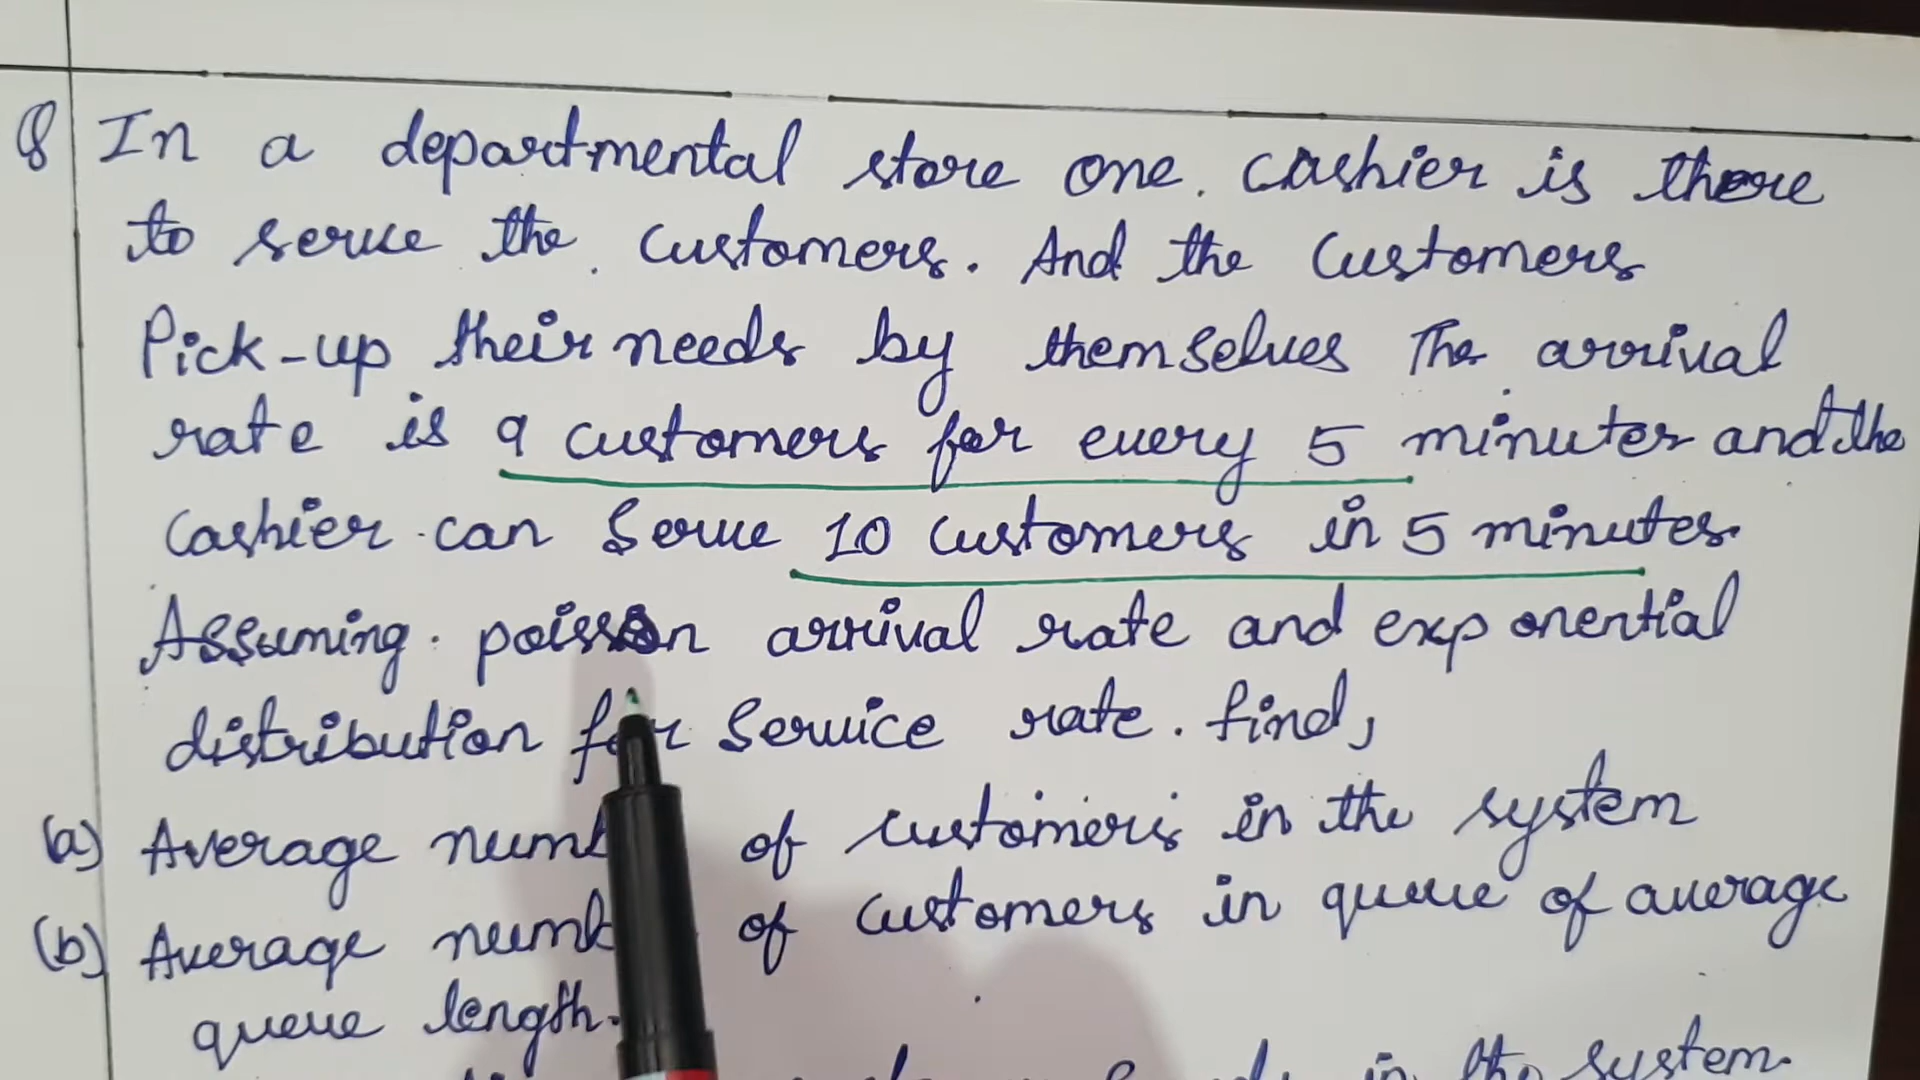 Q In a departmental store one cashier is there
to serve the customers. And the customers
Pick-up their needs by themselves The arrival
rate is 9 customers for every 5 minutes and the
cashier can serve 10 customers in 5 minutes.
Assuming poisson arrival rate and exponential
distribution for service rate. find,
(a) Average of customers in the system
(b) Average of customers in queue of average
queue length.
in the system